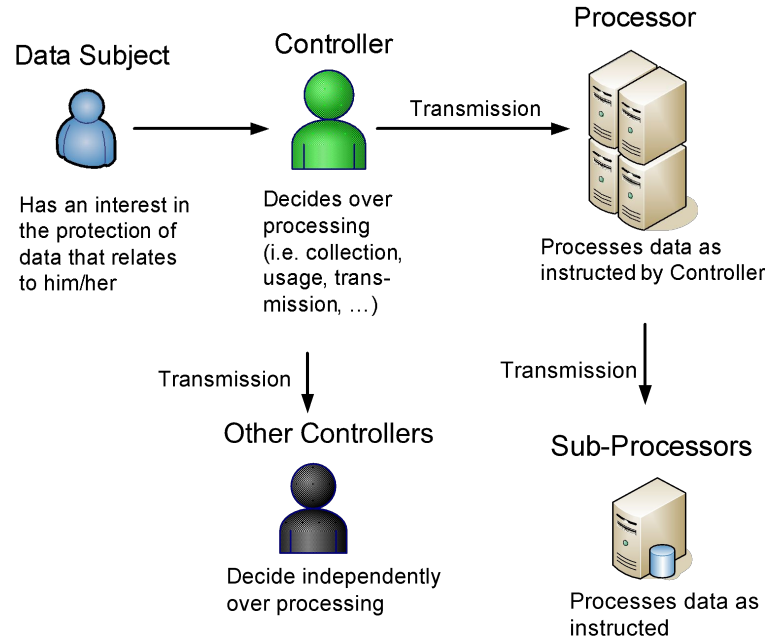 Data Subject
Has an interest in
the protection of
data that relates
to him/her
Controller
Decides over
processing
(i.e. collection,
usage, trans-
mission, …)
Transmission
Processor
Processes data as
instructed by Controller
Transmission
Other Controllers
Decide independently
over processing
Transmission
Sub-Processors
Processes data as
instructed